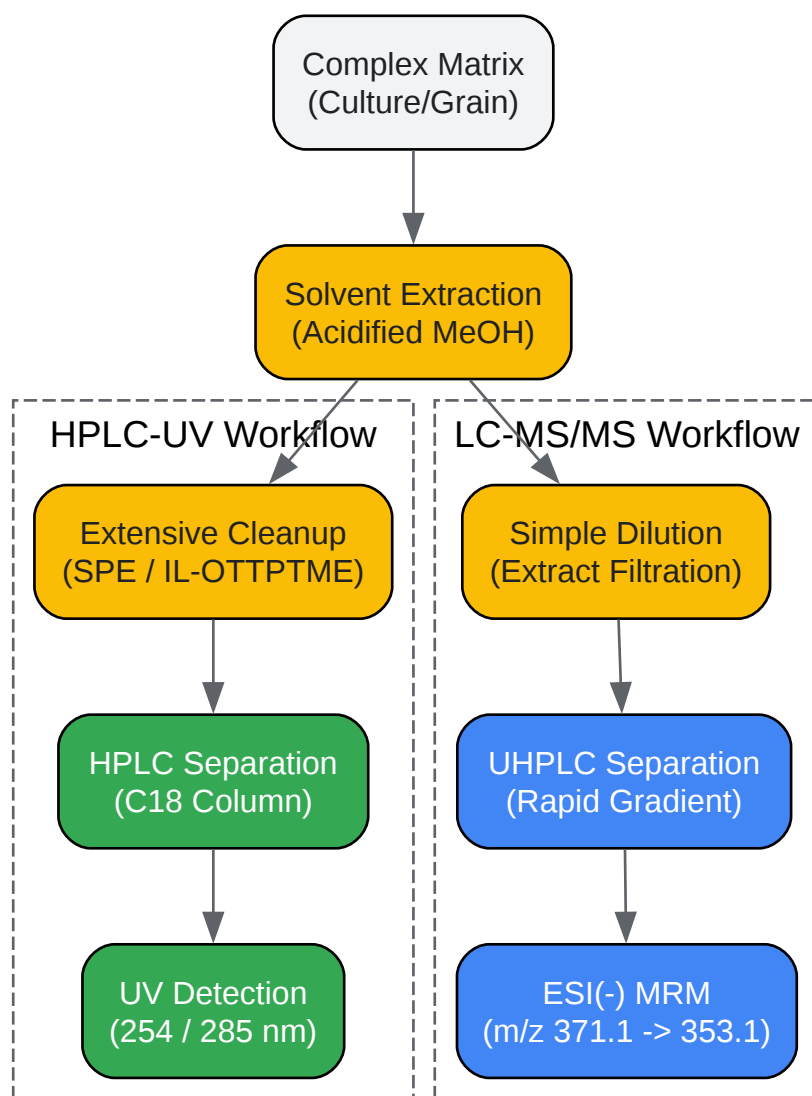 Complex Matrix
(Culture/Grain)
Solvent Extraction
(Acidified MeOH)
HPLC-UV Workflow
Extensive Cleanup
(SPE / IL-OTTPTME)
HPLC Separation
(C18 Column)
UV Detection
(254 / 285 nm)
LC-MS/MS Workflow
Simple Dilution
(Extract Filtration)
UHPLC Separation
(Rapid Gradient)
ESI(-) MRM
(m/z 371.1 -> 353.1)